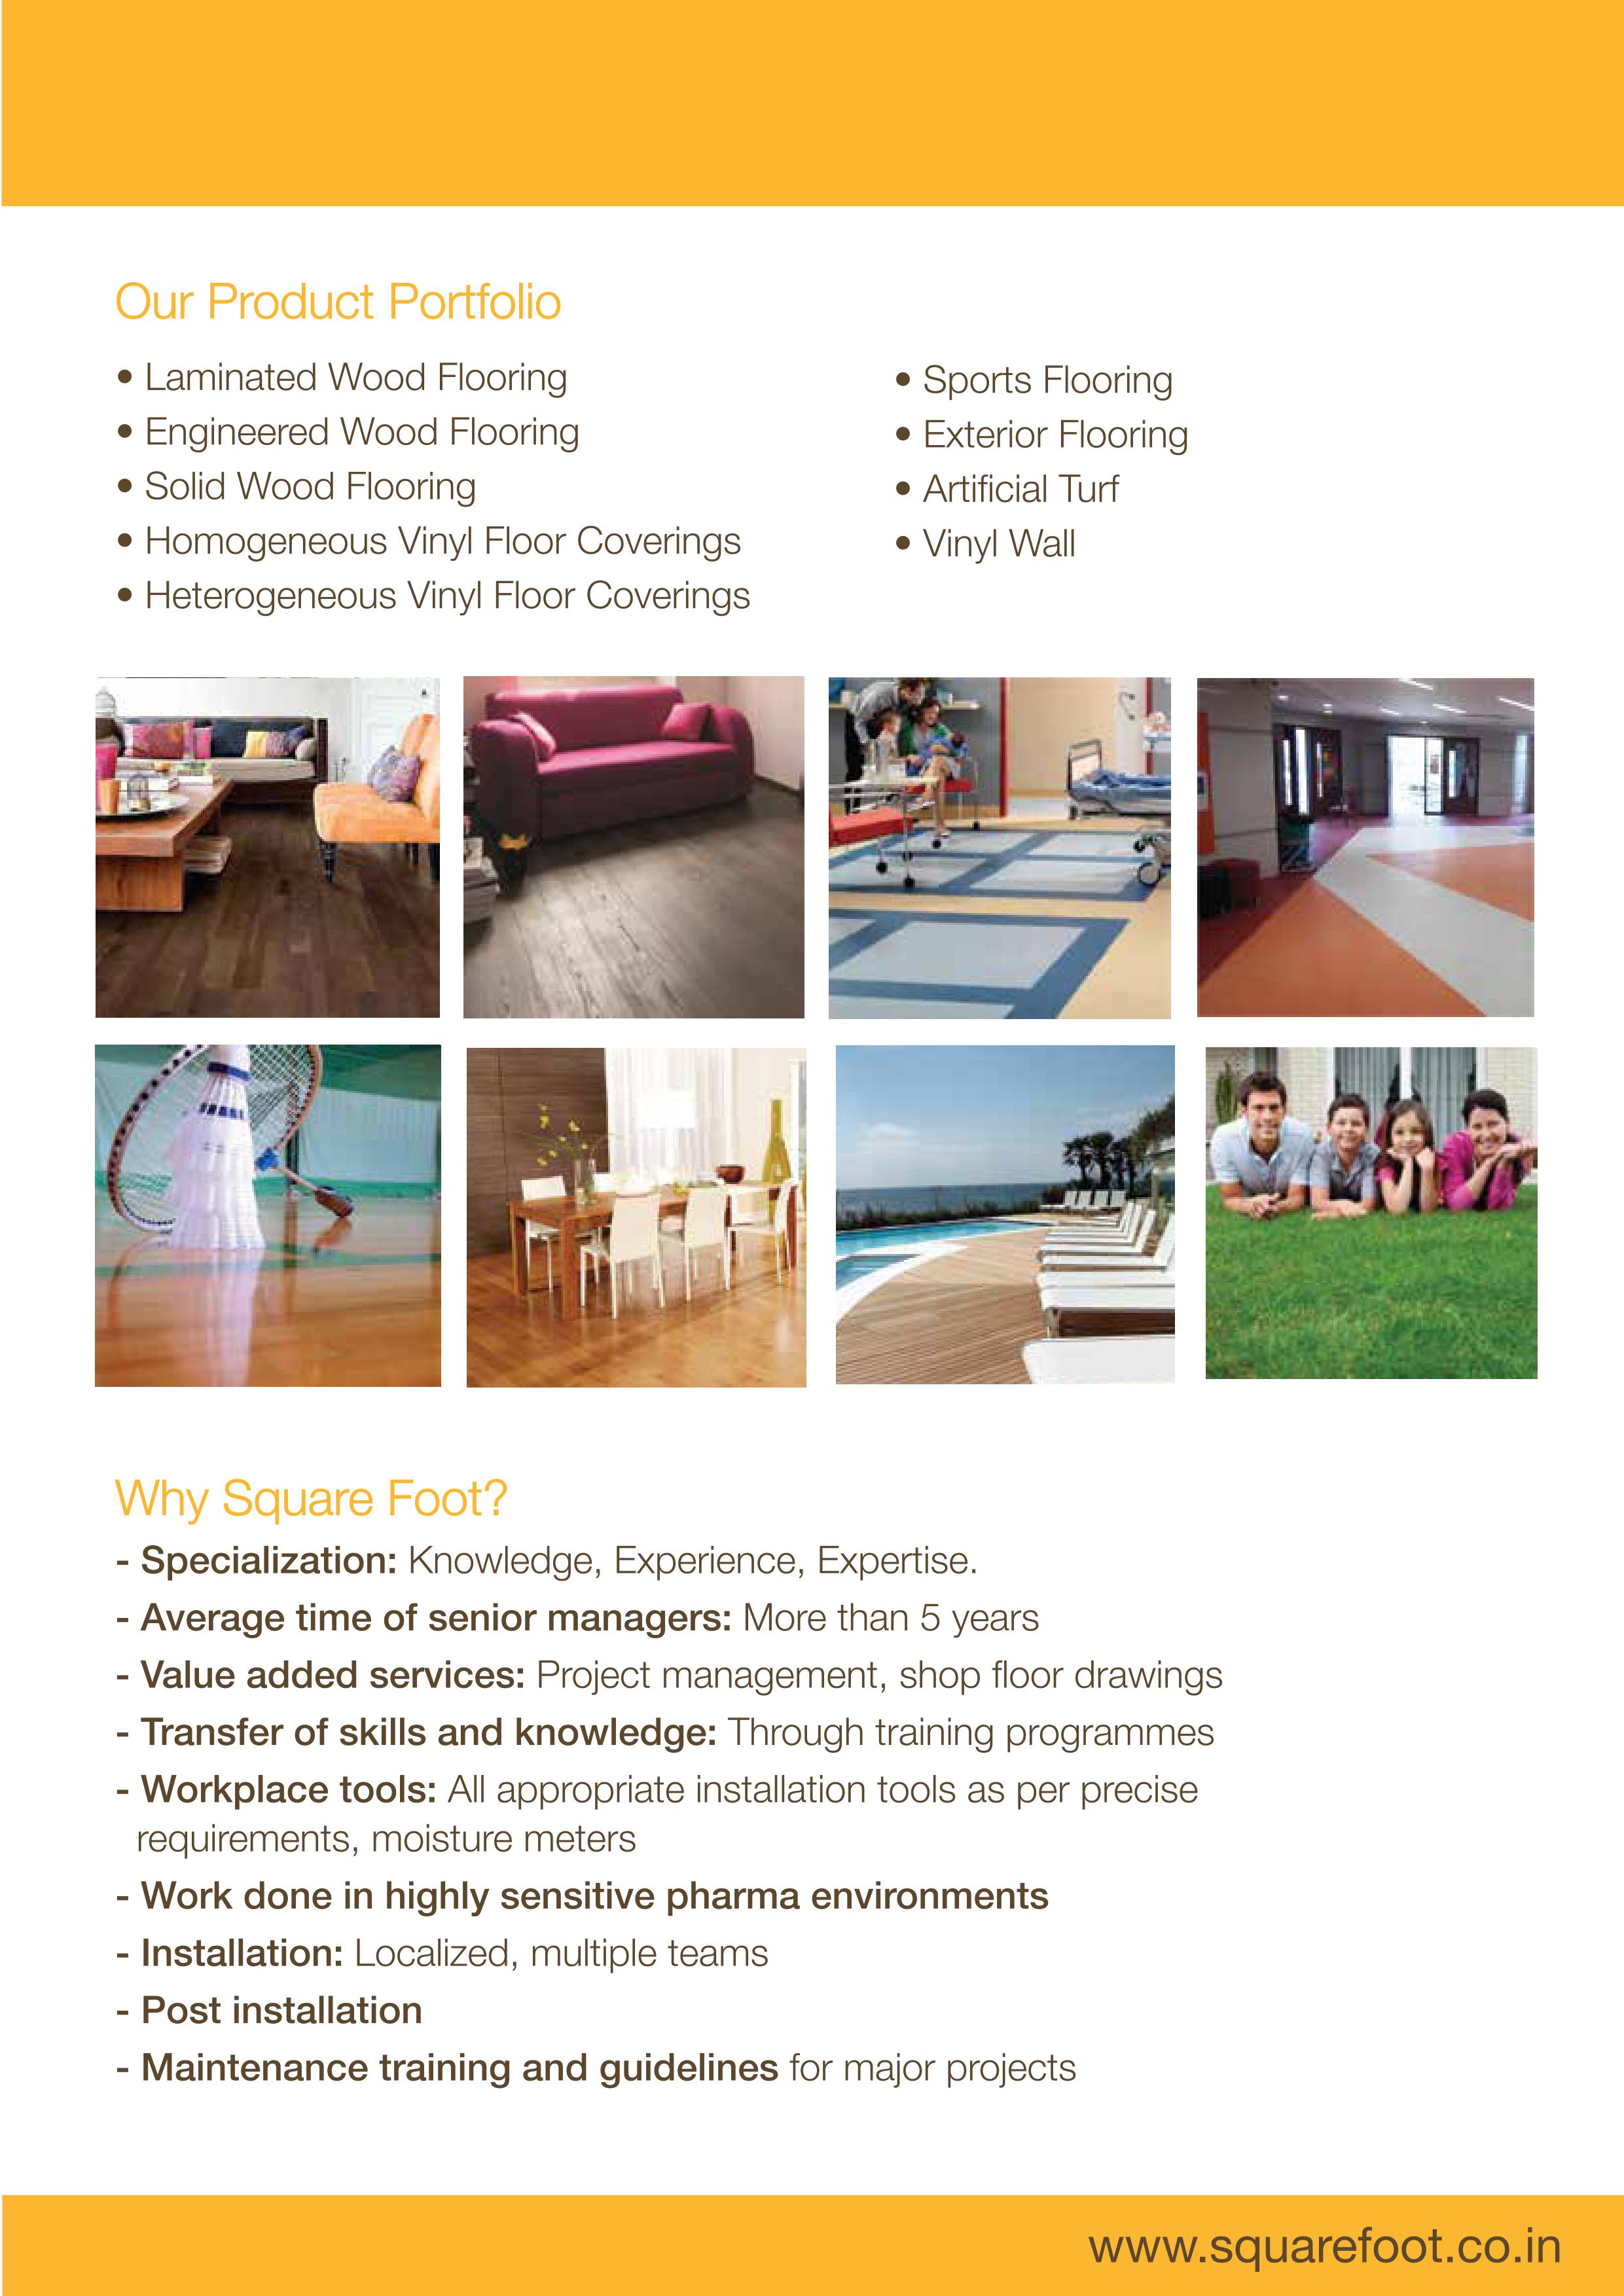 Our Product Portfolio
• Laminated Wood Flooring
• Engineered Wood Flooring
• Solid Wood Flooring
• Homogeneous Vinyl Floor Coverings
• Heterogeneous Vinyl Floor Coverings
• Sports Flooring
• Exterior Flooring
• Artificial Turf
• Vinyl Wall
Why Square Foot?
- Specialization: Knowledge, Experience, Expertise.
- Average time of senior managers: More than 5 years
- Value added services: Project management, shop floor drawings
- Transfer of skills and knowledge: Through training programmes
- Workplace tools: All appropriate installation tools as per precise
requirements, moisture meters
- Work done in highly sensitive pharma environments
- Installation: Localized, multiple teams
- Post installation
- Maintenance training and guidelines for major projects
www.squarefoot.co.in